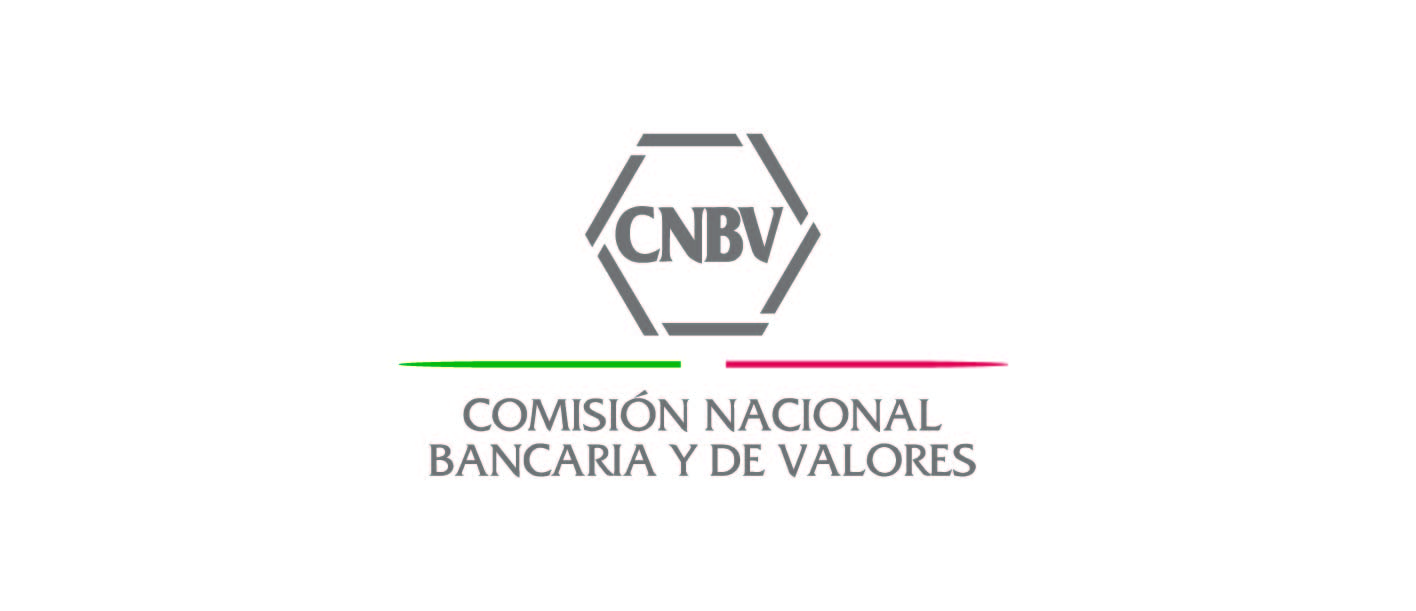 CNBV
COMISIÓN NACIONAL
BANCARIA Y DE VALORES